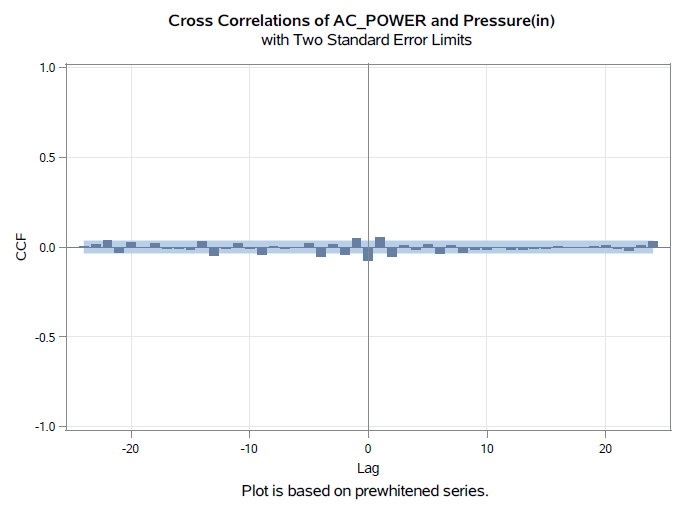 Cross Correlations of AC_POWER and Pressure(in)
with Two Standard Error Limits
1.0
0.5
0.0
-0.5
-1.0
CCF
-20 -10 0 10 20
Lag
Plot is based on prewhitened series.